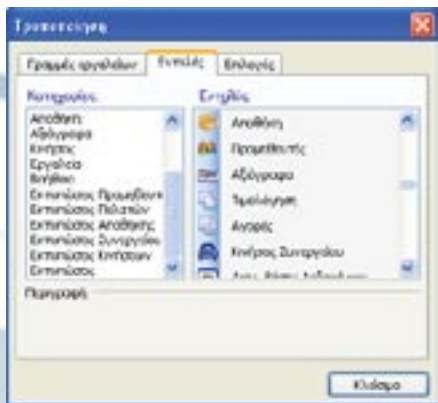 Τροποποίηση
Γραμμές εργαλείων Εντολές Επιλογές
Κατηγορίες: Εντολές:
Αποθήκη
Αξιόγραφα
Κινήσεις
Εργαλεία
Βοήθεια
Εκτυπώσεις Προμηθευτ
Εκτυπώσεις Πελατών
Εκτυπώσεις Αποθήκης
Εκτυπώσεις Συνεργείου
Εκτυπώσεις Κινήσεων
Εκτυπώσεις
Αποθήκη
Προμηθευτής
Αξιόγραφα
Τιμολόγηση
Αγορές
Κινήσεις Συνεργείου
Περιγραφή
Κλείσιμο